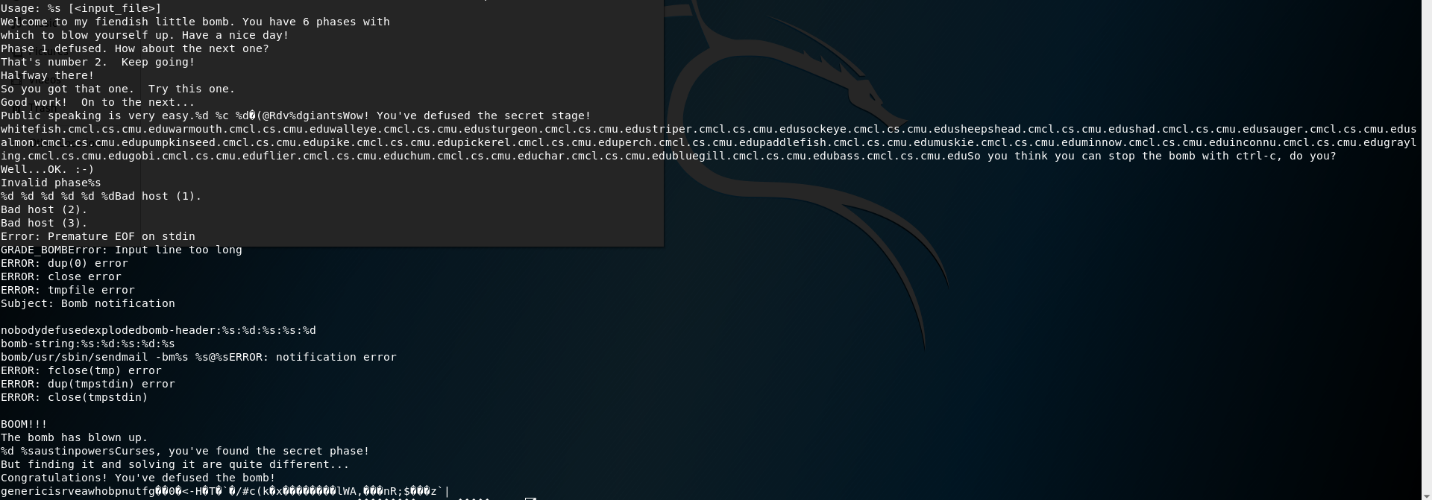 Usage: %s [<input_file>]
Welcome to my fiendish little bomb. You have 6 phases with
which to blow yourself up. Have a nice day!
Phase 1 defused. How about the next one?
That's number 2.  Keep going!
Halfway there!
So you got that one.  Try this one.
Good work!  On to the next...
Public speaking is very easy.%d %c %d�(@Rdv%dgiantsWow! You've defused the secret stage!
whitefish.cmcl.cs.cmu.eduwarmouth.cmcl.cs.cmu.eduwalleye.cmcl.cs.cmu.edusturgeon.cmcl.cs.cmu.edustriper.cmcl.cs.cmu.edusockeye.cmcl.cs.cmu.edusheepshead.cmcl.cs.cmu.edushad.cmcl.cs.cmu.edusauger.cmcl.cs.cmu.edus
almon.cmcl.cs.cmu.edupumpkinseed.cmcl.cs.cmu.edupike.cmcl.cs.cmu.edupickerel.cmcl.cs.cmu.eduperch.cmcl.cs.cmu.edupaddlefish.cmcl.cs.cmu.edumuskie.cmcl.cs.cmu.eduminnow.cmcl.cs.cmu.eduinconnu.cmcl.cs.cmu.edugrayl
ing.cmcl.cs.cmu.edugobi.cmcl.cs.cmu.eduflier.cmcl.cs.cmu.educhum.cmcl.cs.cmu.educhar.cmcl.cs.cmu.edubluegill.cmcl.cs.cmu.edubass.cmcl.cs.cmu.eduSo you think you can stop the bomb with ctrl-c, do you?
Well...OK. :-)
Invalid phase%s
%d %d %d %d %d %dBad host (1).
Bad host (2).
Bad host (3).
Error: Premature EOF on stdin
GRADE_BOMBError: Input line too long
ERROR: dup(0) error
ERROR: close error
ERROR: tmpfile error
Subject: Bomb notification
nobodydefusedexplodedbomb-header:%s:%d:%s:%s:%d
bomb-string:%s:%d:%s:%d:%s
bomb/usr/sbin/sendmail -bm%s %s@%sERROR: notification error
ERROR: fclose(tmp) error
ERROR: dup(tmpstdin) error
ERROR: close(tmpstdin)
BOOM!!!
The bomb has blown up.
%d %saustinpowersCurses, you've found the secret phase!
But finding it and solving it are quite different...
Congratulations! You've defused the bomb!
genericisrveawhobpnutfg��0�<-H�T�`�/#c(k�x��������lWA,���nR;$���z`|